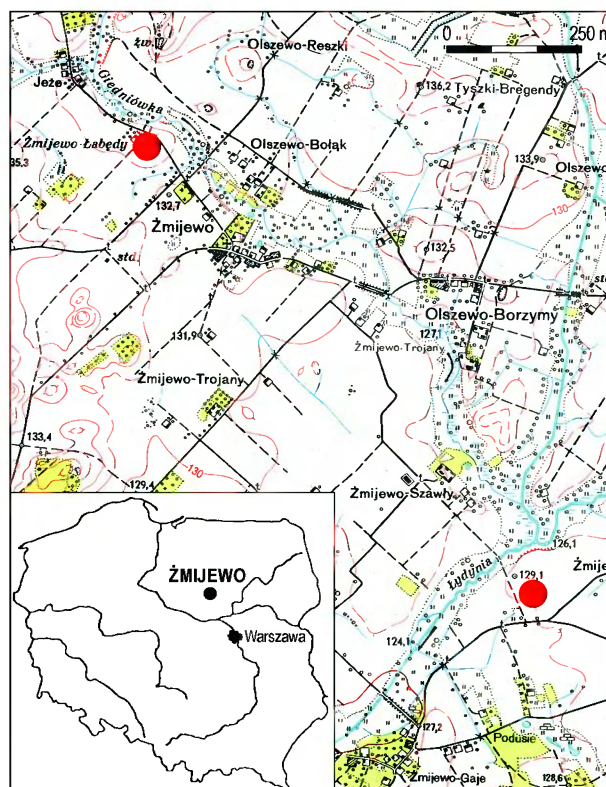 żw.
Olszewo-Reszki
0 250 m
Jeże
Giedniówka
136,2
Tyszki-Bregendy
Żmijewo-Łabędy
Olszewo-Bołąk
133,9
Olszewo
35,3
132,7
130
Żmijewo
132,5
sta.
Olszewo-Borzymy
127,1
131,9
Żmijewo-Trojany
Żmijewo-Trojany
133,4
130
129,4
Żmijewo-Szawły
126,1
Łydynia
129,1
Żmije
ŻMIJEWO
Warszawa
124,1
127,2
Podusie
Żmijewo-Gaje
128,6